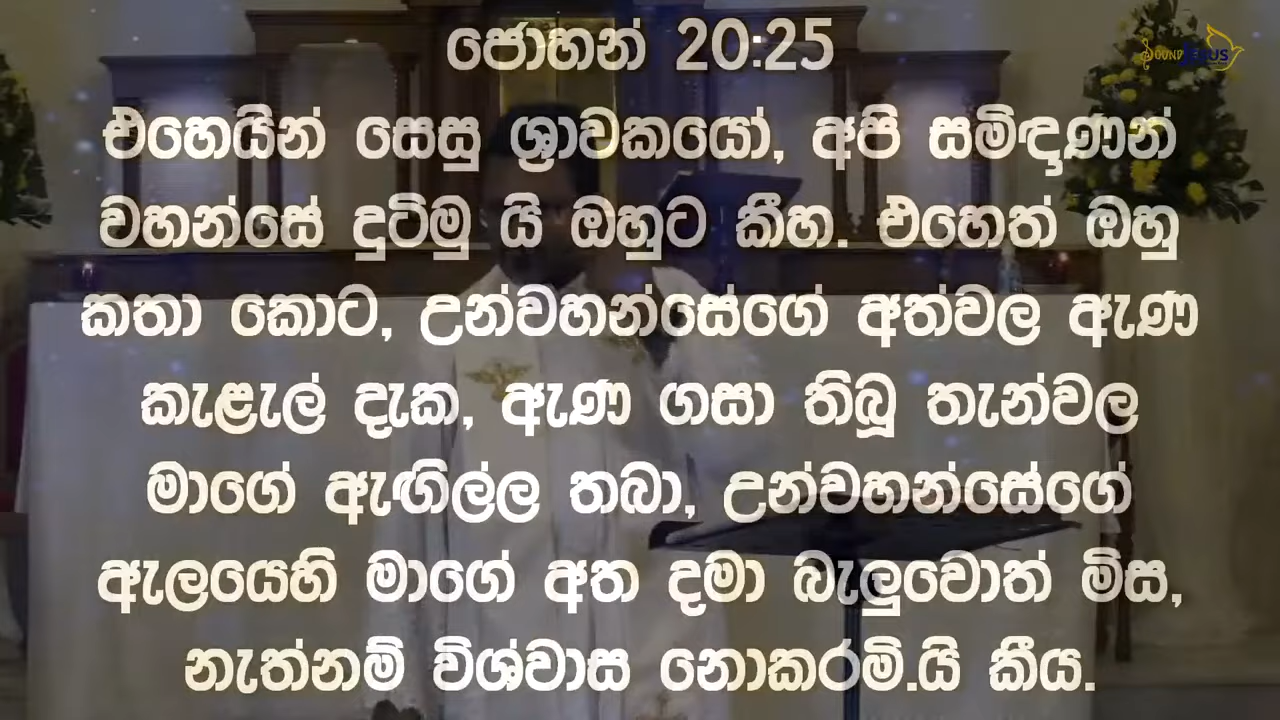 ජොහන් 20:25
එහෙයින් සෙසු ශ්‍රාවකයෝ, අපි සමිඳාණන්
වහන්සේ දුටිමු යි ඔහුට කීහ. එහෙත් ඔහු
කතා කොට, උන්වහන්සේගේ අත්වල ඇණ
කැළැල් දැක, ඇණ ගසා තිබූ තැන්වල
මාගේ ඇඟිල්ල තබා, උන්වහන්සේගේ
ඇලයෙහි මාගේ අත දමා බැලුවොත් මිස,
නැත්නම් විශ්වාස නොකරමි.යි කීය.